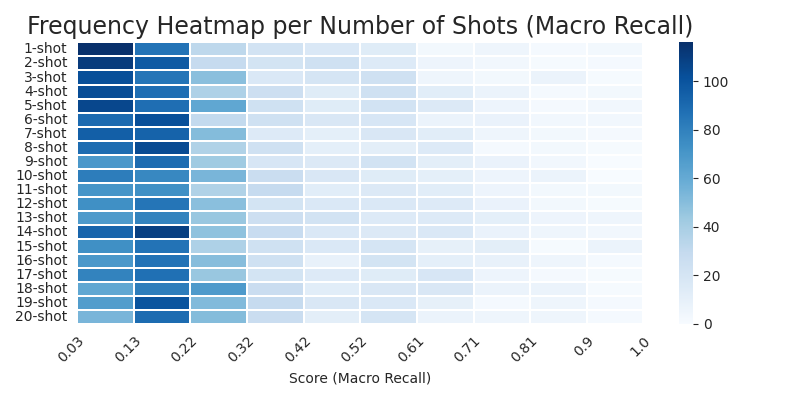 Frequency Heatmap per Number of Shots (Macro Recall)
1-shot
2-shot
3-shot
4-shot
5-shot
6-shot
7-shot
8-shot
9-shot
10-shot
11-shot
12-shot
13-shot
14-shot
15-shot
16-shot
17-shot
18-shot
19-shot
20-shot
0.03 0.13 0.22 0.32 0.42 0.52 0.61 0.71 0.81 0.9 1.0
Score (Macro Recall)
100
80
60
40
20
0